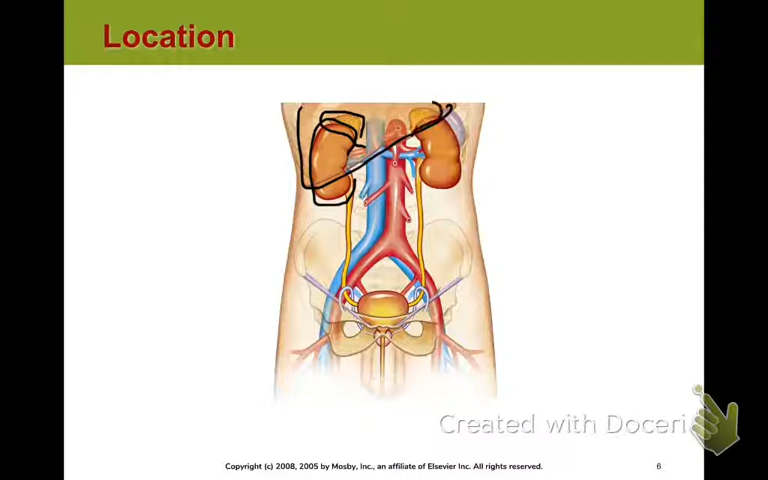 Location
Created with Doceri
Copyright (c) 2008, 2005 by Mosby, Inc., an affiliate of Elsevier Inc. All rights reserved.
6